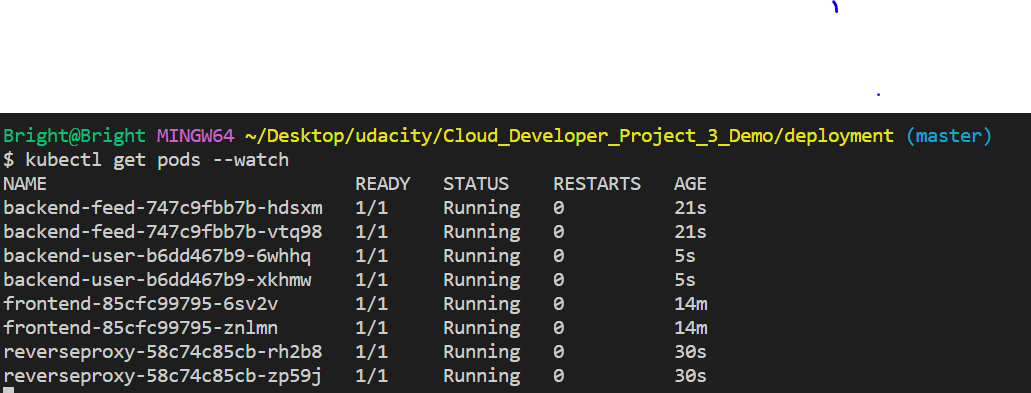 Bright@Bright MINGW64 ~/Desktop/udacity/Cloud_Developer_Project_3_Demo/deployment (master)
$ kubectl get pods --watch
NAME READY STATUS RESTARTS AGE
backend-feed-747c9fbb7b-hdsxm 1/1 Running 0 21s
backend-feed-747c9fbb7b-vtq98 1/1 Running 0 21s
backend-user-b6dd467b9-6whhq 1/1 Running 0 5s
backend-user-b6dd467b9-xkhmw 1/1 Running 0 5s
frontend-85cfc99795-6sv2v 1/1 Running 0 14m
frontend-85cfc99795-znlmn 1/1 Running 0 14m
reverseproxy-58c74c85cb-rh2b8 1/1 Running 0 30s
reverseproxy-58c74c85cb-zp59j 1/1 Running 0 30s